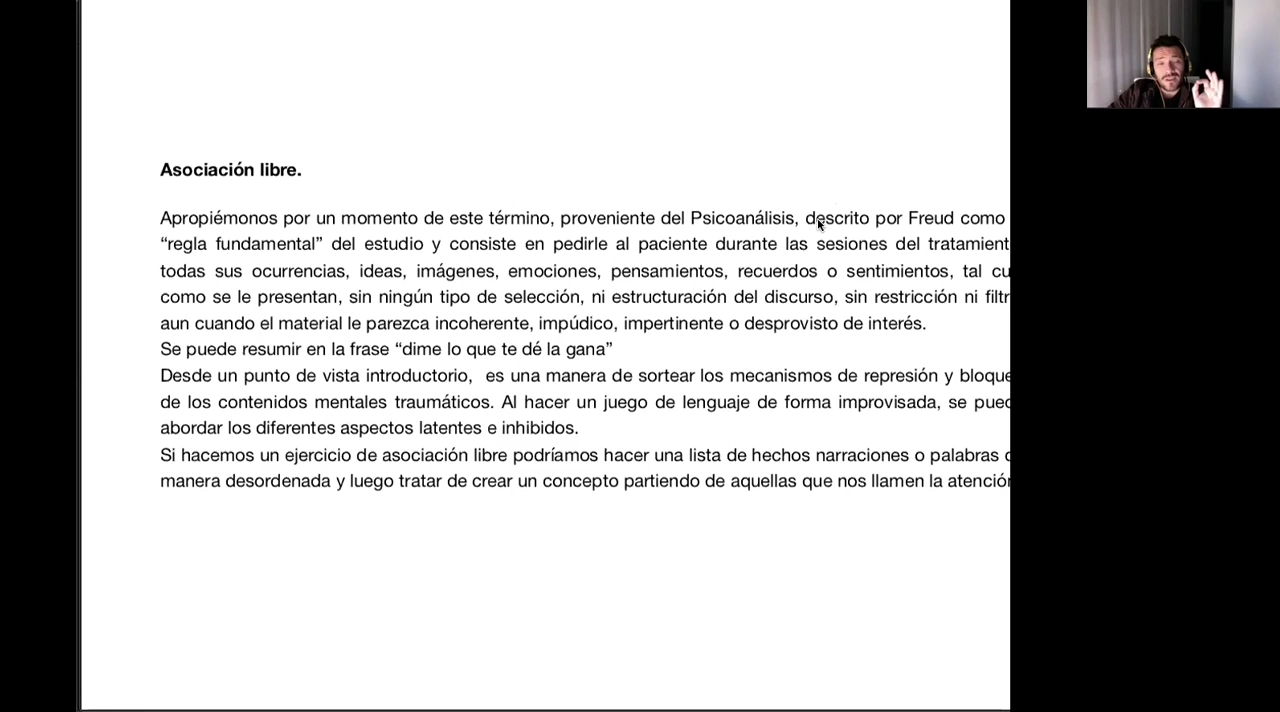 Asociación libre.
Apropiémonos por un momento de este término, proveniente del Psicoanálisis, descrito por Freud como
“regla fundamental” del estudio y consiste en pedirle al paciente durante las sesiones del
todas sus ocurrencias, ideas, imágenes, emociones, pensamientos, recuerdos o sentimientos, tal
como se le presentan, sin ningún tipo de selección, ni estructuración del discurso, sin restricción ni
aun cuando el material le parezca incoherente, impúdico, impertinente o desprovisto de interés.
Se puede resumir en la frase “dime lo que te dé la gana”
Desde un punto de vista introductorio, es una manera de sortear los mecanismos de represión y
de los contenidos mentales traumáticos. Al hacer un juego de lenguaje de forma improvisada, se
abordar los diferentes aspectos latentes e inhibidos.
Si hacemos un ejercicio de asociación libre podríamos hacer una lista de hechos narraciones o palabras
manera desordenada y luego tratar de crear un concepto partiendo de aquellas que nos llamen la